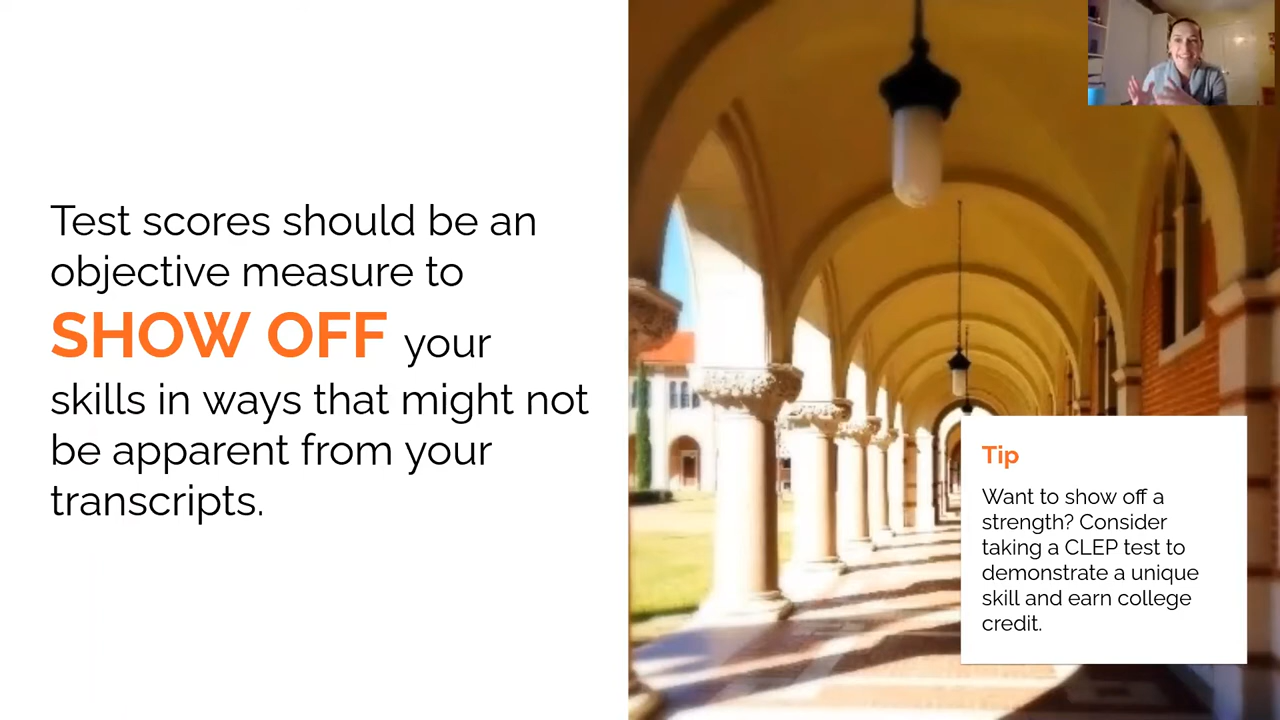 Test scores should be an
objective measure to
SHOW OFF your
skills in ways that might not
be apparent from your
transcripts.
Tip
Want to show off a
strength? Consider
taking a CLEP test to
demonstrate a unique
skill and earn college
credit.